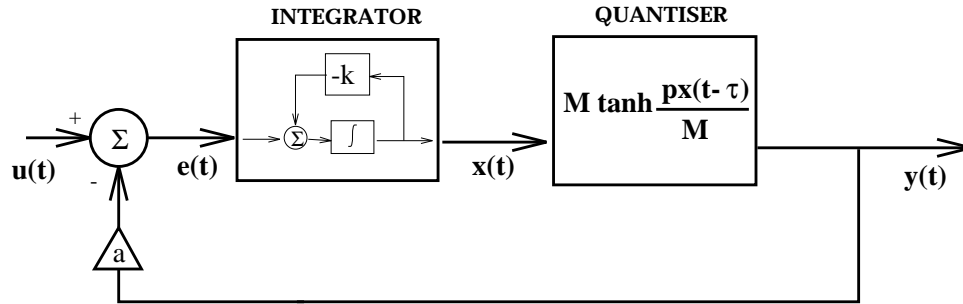 INTEGRATOR
QUANTISER
-k
+
Σ
-
Σ
∫
M tanh px(t- τ)
M
u(t)
e(t)
x(t)
y(t)
a